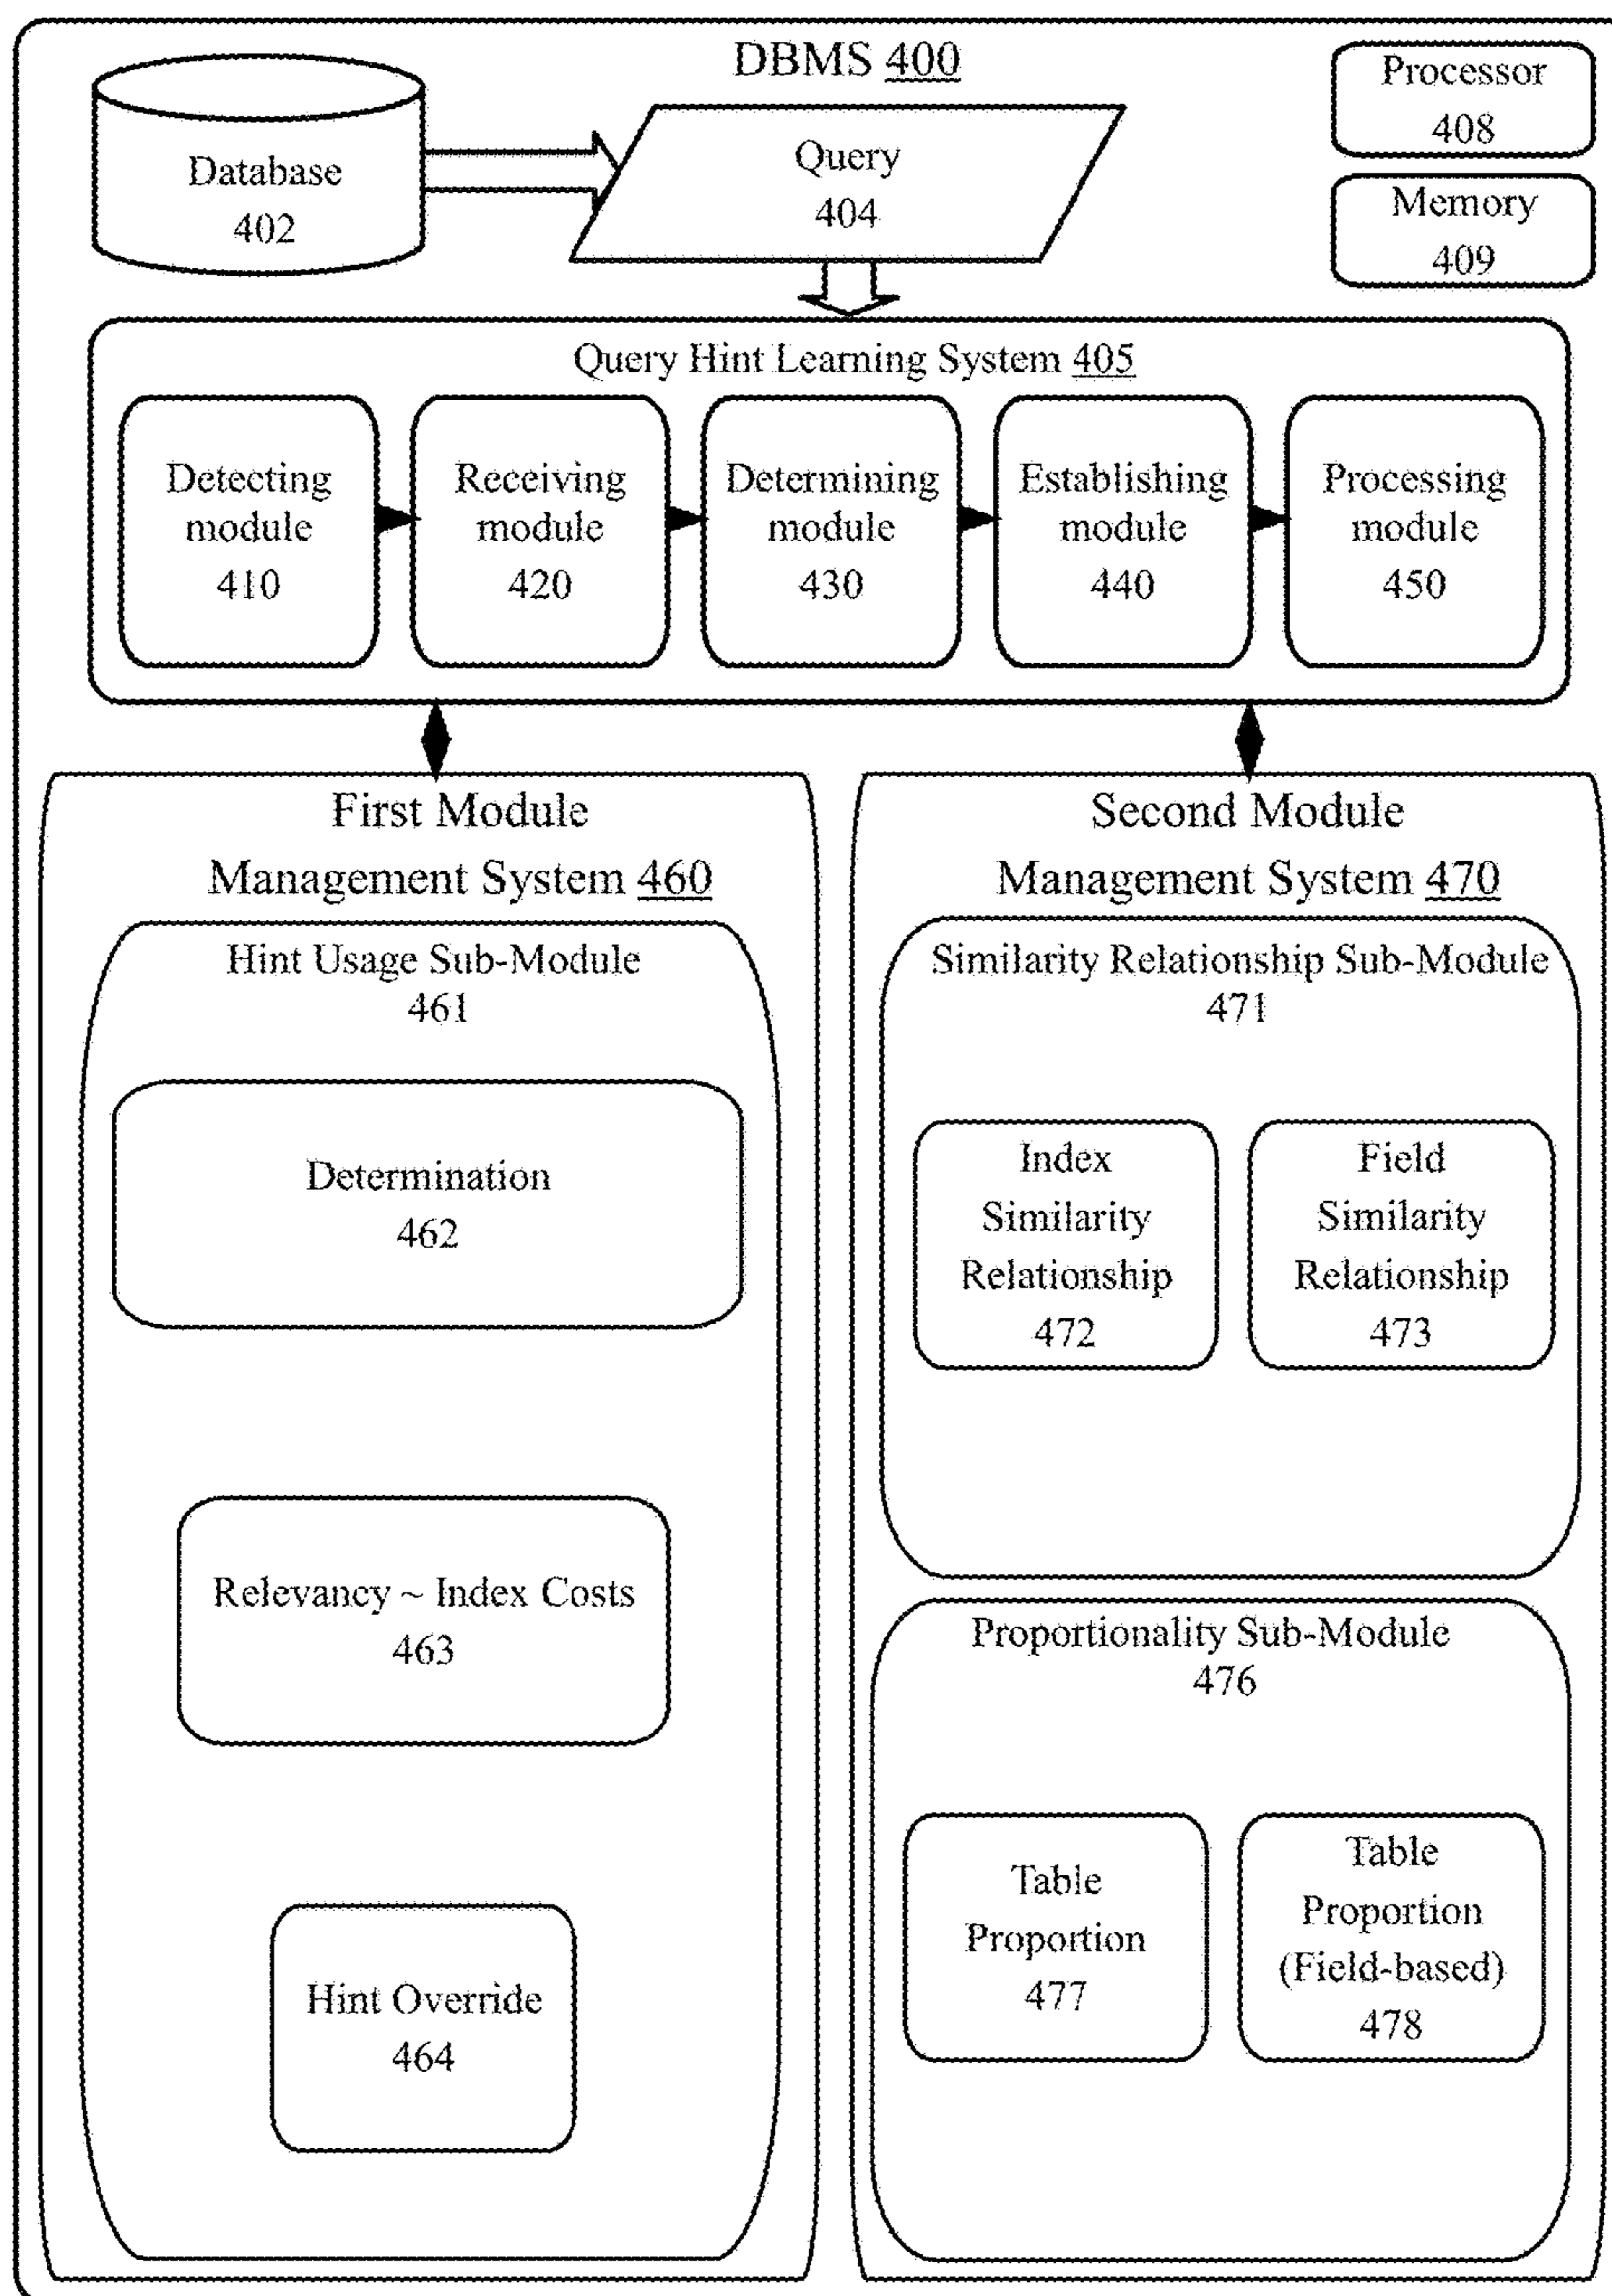 DBMS 400
Processor
408
Memory
409
Database
402
Query
404
Query Hint Learning System 405
Detecting
module
410
Receiving
module
420
Determining
module
430
Establishing
module
440
Processing
module
450
First Module
Management System 460
Hint Usage Sub-Module
461
Determination
462
Relevancy ~ Index Costs
463
Hint Override
464
Second Module
Management System 470
Similarity Relationship Sub-Module
471
Index
Similarity
Relationship
472
Field
Similarity
Relationship
473
Proportionality Sub-Module
476
Table
Proportion
477
Table
Proportion
(Field-based)
478